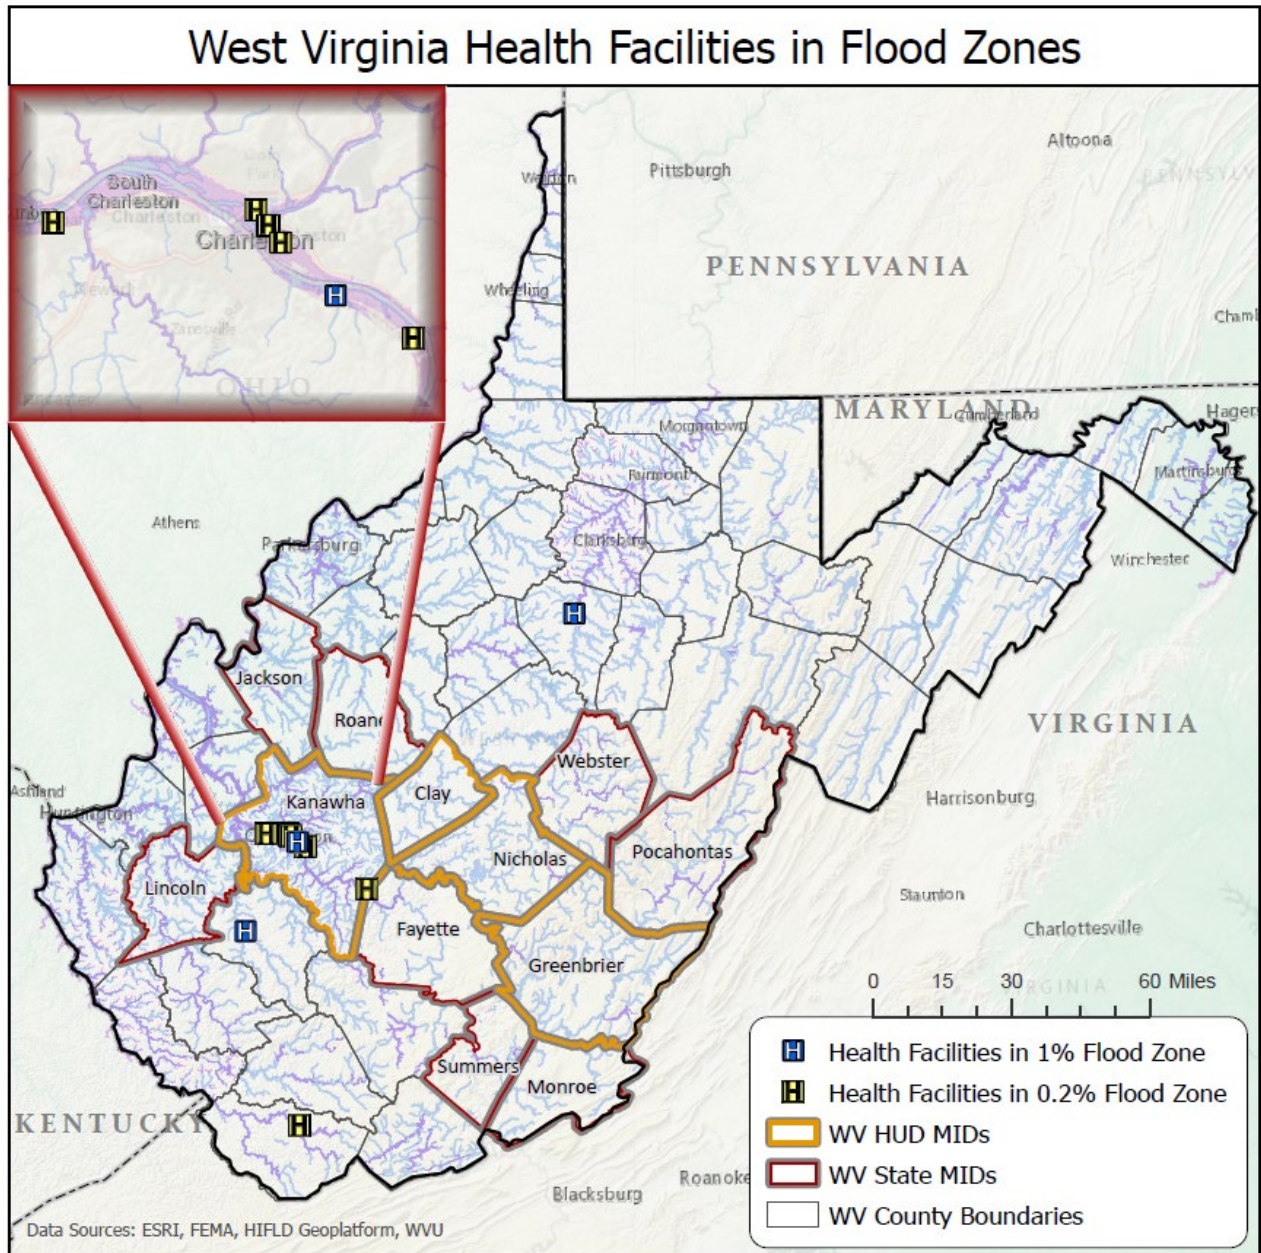 West Virginia Health Facilities in Flood Zones
Altoona
Pittsburgh
South
Charleston
Charleston
Charleston
Newark
Zanesville
OHIO
PENNSYLVANIA
Wheeling
MARYLAND
Cumberland
Morgantown
Fairmont
Martinsburg
Athens
Parkersburg
Clarksburg
Winchester
Jackson
Roane
VIRGINIA
Webster
Ashland
Huntington
Kanawha
Clay
Harrisonburg
Nicholas
Pocahontas
Lincoln
Staunton
Fayette
Charlottesville
Greenbrier
VIRGINIA
0 15 30 60 Miles
Summers
Monroe
KENTUCKY
Roanoke
Blacksburg
H Health Facilities in 1% Flood Zone
H Health Facilities in 0.2% Flood Zone
WV HUD MIDs
WV State MIDs
WV County Boundaries
Data Sources: ESRI, FEMA, HIFLD Geoplatform, WVU